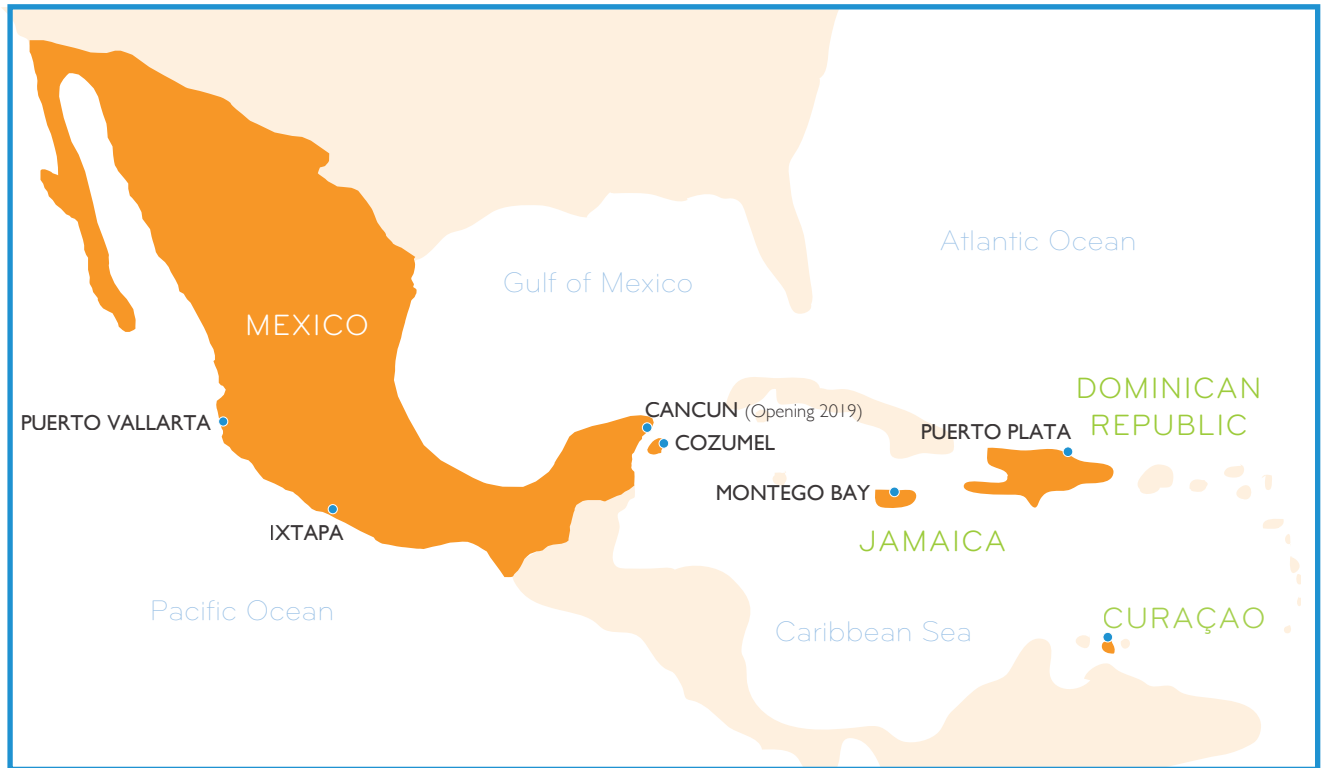 Atlantic Ocean
Gulf of Mexico
MEXICO
DOMINICAN
REPUBLIC
CANCUN (Opening 2019)
PUERTO VALLARTA
PUERTO PLATA
COZUMEL
MONTEGO BAY
IXTAPA
JAMAICA
Pacific Ocean
CURAÇAO
Caribbean Sea